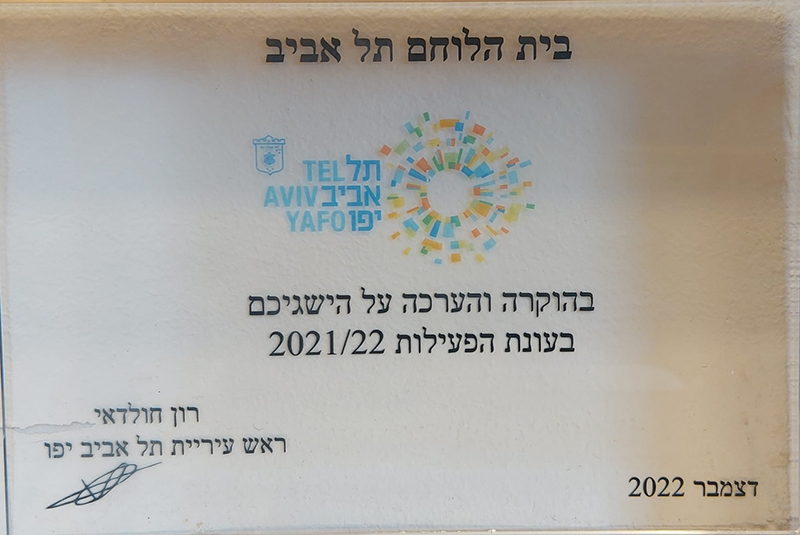 בית הלוחם תל אביב
תל TEL
אביב AVIV
יפו YAFO
בהוקרה והערכה על הישגיכם
בעונת הפעילות 2021/22
רון חולדאי
ראש עיריית תל אביב יפו
דצמבר 2022